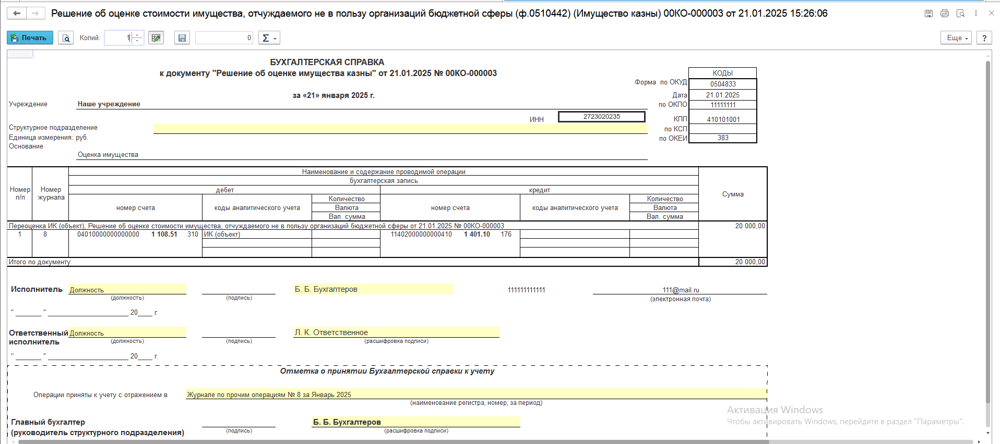 Решение об оценке стоимости имущества, отчуждаемого не в пользу организаций бюджетной сферы (ф.0510442) (Имущество казны) 00КО-000003 от 21.01.2025 15:26:06
Печать Копий: 1 0 Σ Еще ?
БУХГАЛТЕРСКАЯ СПРАВКА
к документу "Решение об оценке имущества казны" от 21.01.2025 № 00КО-000003
КОДЫ
Форма по ОКУД 0504833
за «21» января 2025 г.
Дата 21.01.2025
Учреждение Наше учреждение
по ОКПО 11111111
ИНН 2723020235
КПП 410101001
Структурное подразделение
по КСП
Единица измерения: руб.
по ОКЕИ 383
Основание
Оценка имущества
Номер п/п Номер журнала Наименование и содержание проводимой операции Сумма
бухгалтерская запись
дебет кредит
номер счета коды аналитического учета Количество номер счета коды аналитического учета Количество
Валюта Валюта
Вал. сумма Вал. сумма
Переоценка ИК (объект), Решение об оценке стоимости имущества, отчуждаемого не в пользу организаций бюджетной сферы от 21.01.2025 № 00КО-000003 20 000,00
1 8 04010000000000000 1 108.51 310 ИК (объект) 11402000000000410 1 401.10 176
Итого по документу 20 000,00
Исполнитель Должность Б. Б. Бухгалтеров 111111111111 111@mail.ru
(должность) (подпись) (электронная почта)
" _______ " ______________________ 20____ г.
Ответственный исполнитель Должность Л. К. Ответственное
(должность) (подпись) (расшифровка подписи)
" _______ " ______________________ 20____ г.
Отметка о принятии Бухгалтерской справки к учету
Операции приняты к учету с отражением в Журнале по прочим операциям № 8 за Январь 2025
(наименование регистра, номер, за период)
Главный бухгалтер Б. Б. Бухгалтеров
(руководитель структурного подразделения) (подпись) (расшифровка подписи)
Активация Windows
Чтобы активировать Windows, перейдите в раздел "Параметры".